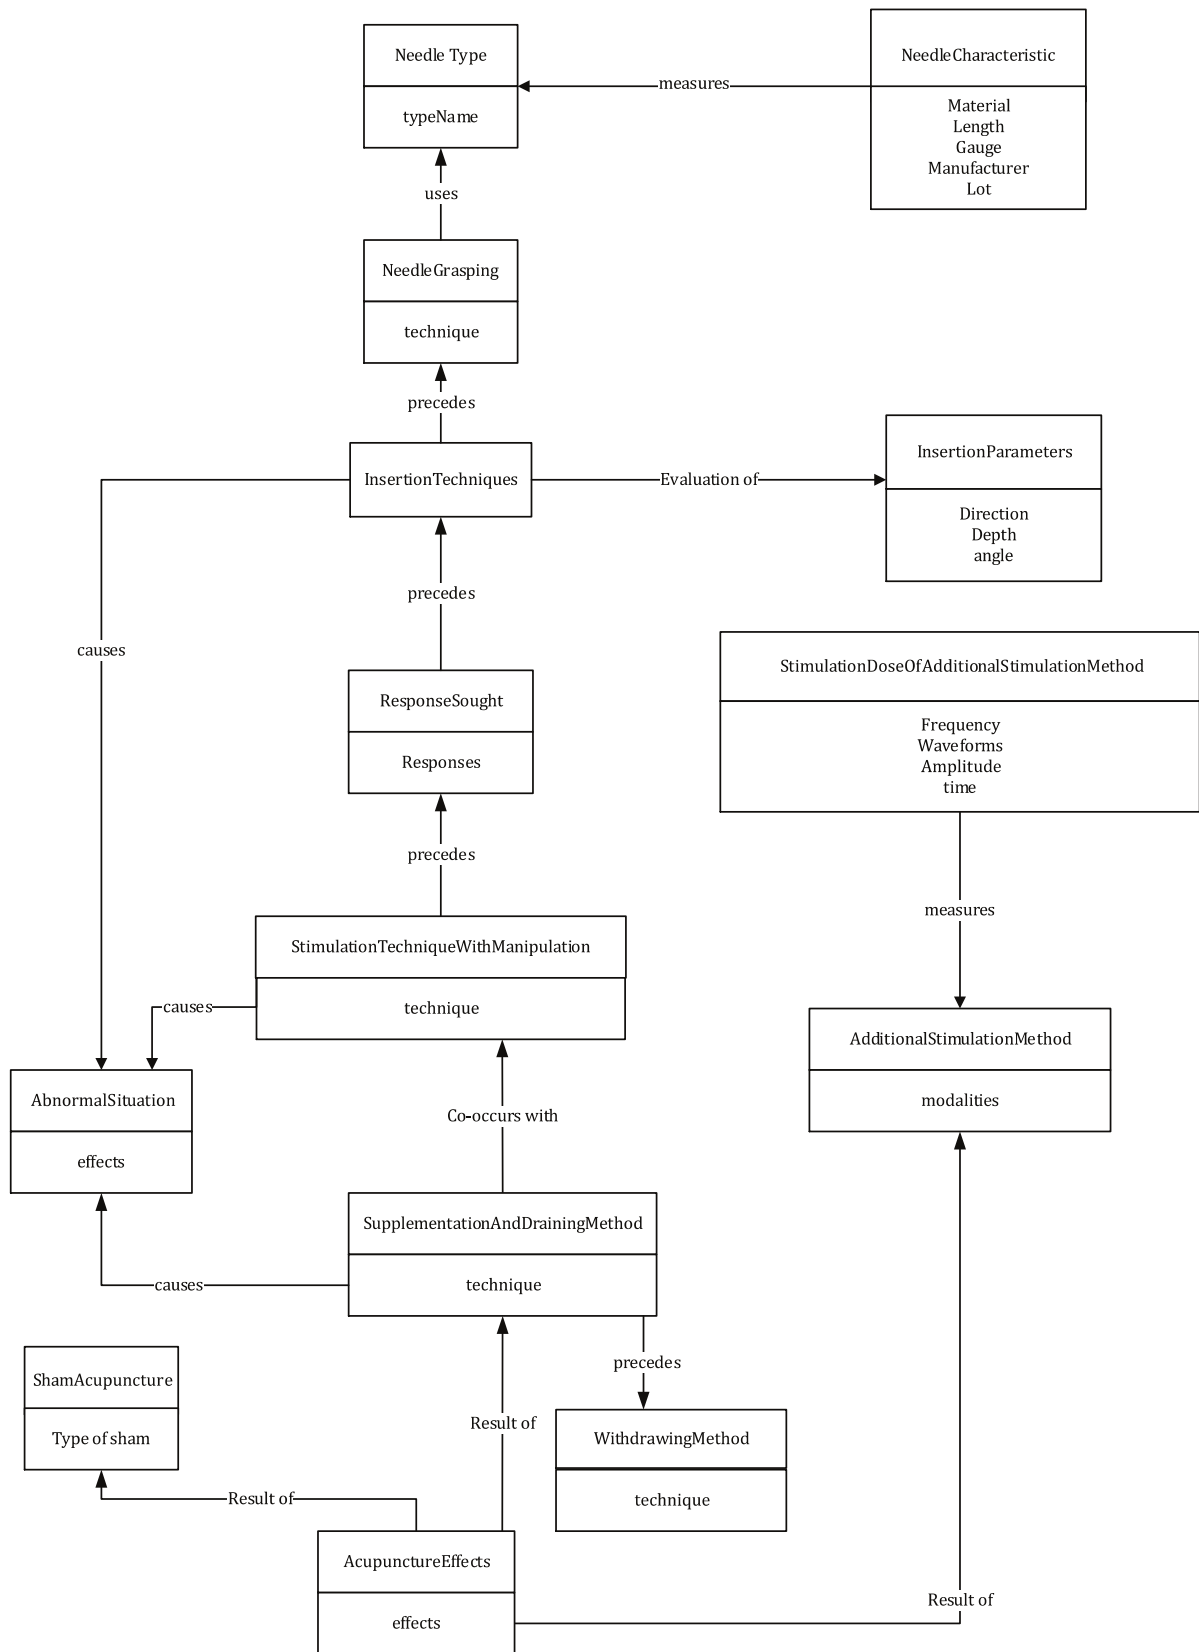 Needle Type
typeName
NeedleCharacteristic
Material
Length
Gauge
Manufacturer
Lot
measures
uses
NeedleGrasping
technique
precedes
InsertionTechniques
Evaluation of
InsertionParameters
Direction
Depth
angle
precedes
causes
StimulationDoseOfAdditionalStimulationMethod
Frequency
Waveforms
Amplitude
time
ResponseSought
Responses
precedes
measures
StimulationTechniqueWithManipulation
technique
causes
AdditionalStimulationMethod
modalities
AbnormalSituation
effects
Co-occurs with
SupplementationAndDrainingMethod
technique
causes
precedes
ShamAcupuncture
Type of sham
Result of
WithdrawingMethod
technique
Result of
AcupunctureEffects
effects
Result of